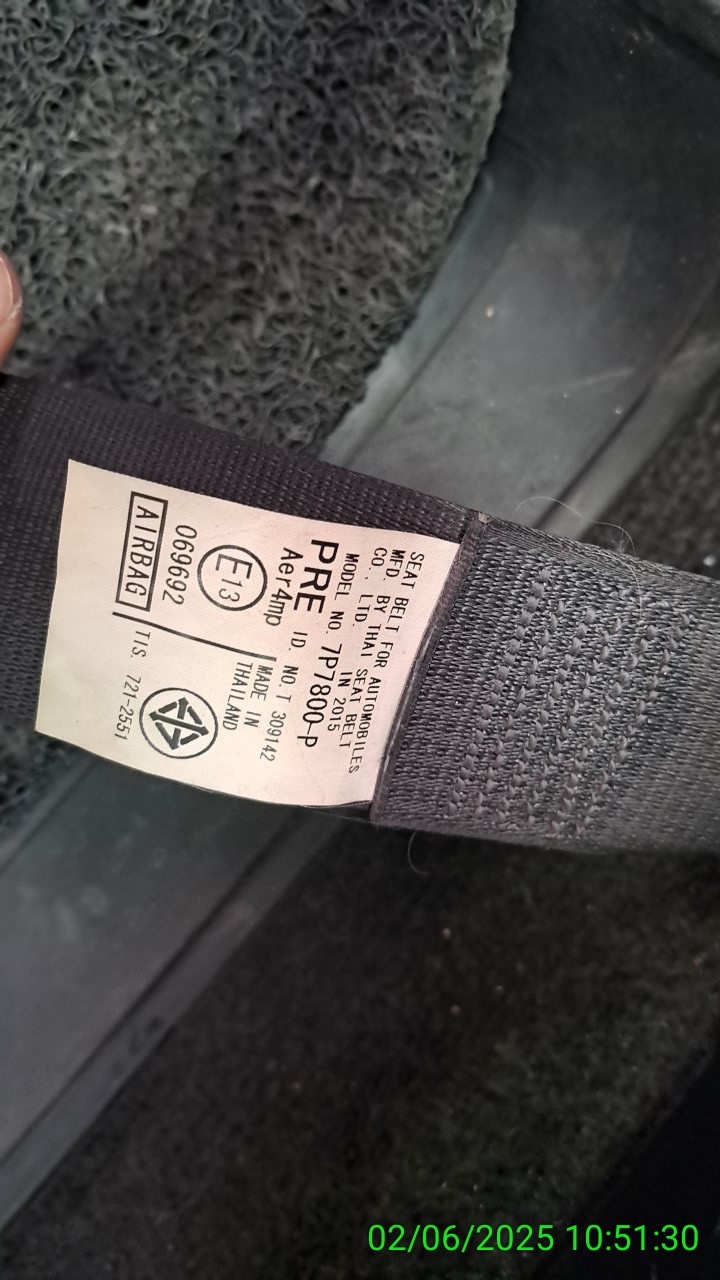 SEAT BELT FOR AUTOMOBILES
MFD. BY THAI SEAT BELT
CO., LTD. IN 2015
MODEL NO. 7P7800-P
PRE ID. NO. T 309142
Aer4mp
MADE IN
THAILAND
E13
069692
AIRBAG
TIS. 721-2551
02/06/2025 10:51:30